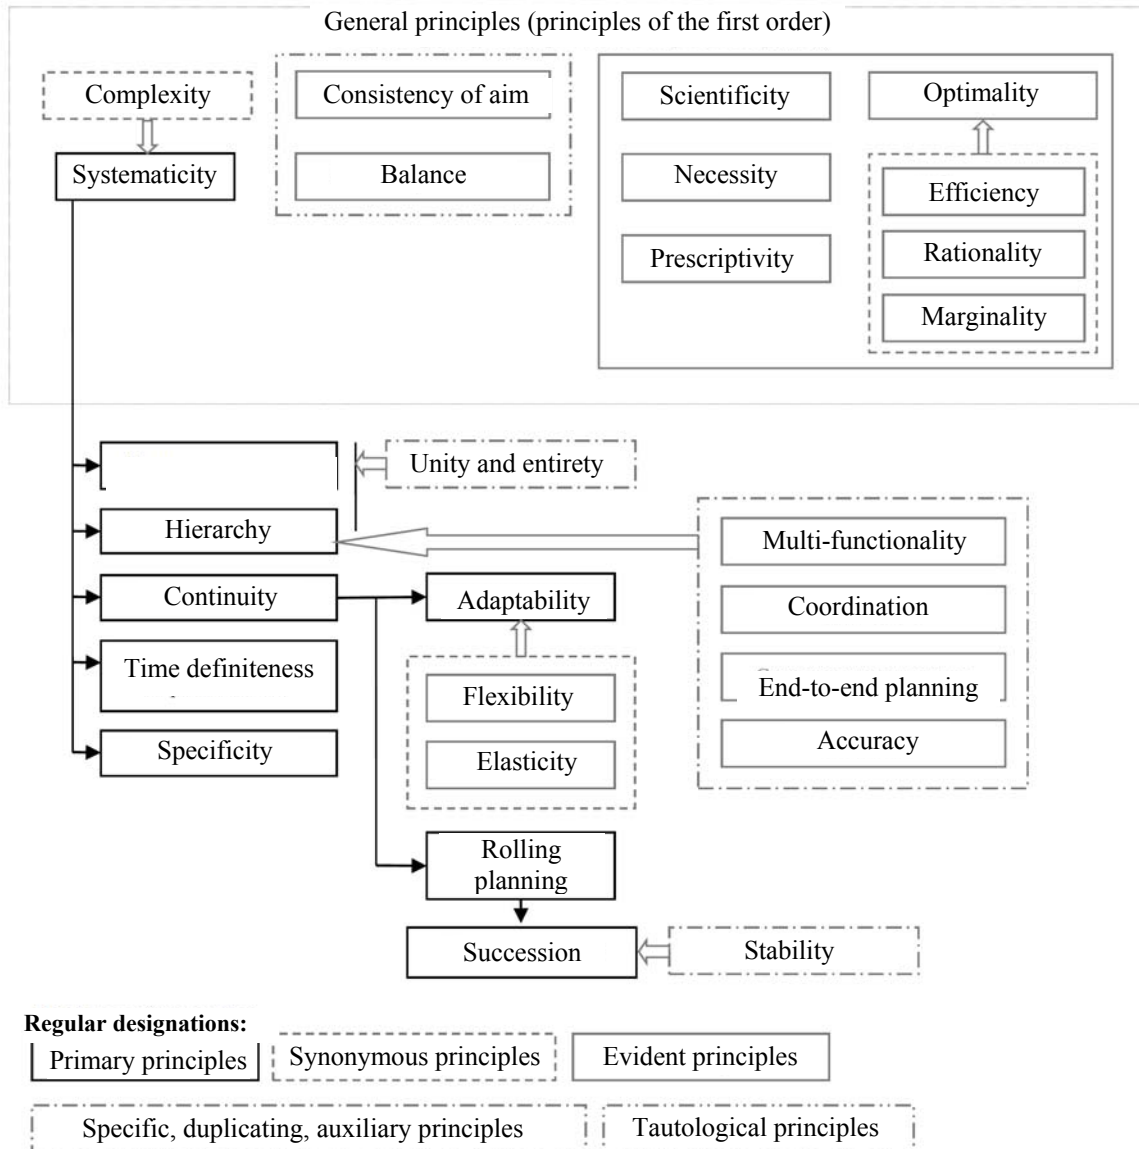 General principles (principles of the first order)
Complexity
Systematicity
Consistency of aim
Balance
Scientificity
Necessity
Prescriptivity
Optimality
Efficiency
Rationality
Marginality
Unity and entirety
Hierarchy
Continuity
Time definiteness
Specificity
Adaptability
Flexibility
Elasticity
Rolling
planning
Succession
Stability
Multi-functionality
Coordination
End-to-end planning
Accuracy
Regular designations:
Primary principles
Synonymous principles
Evident principles
Specific, duplicating, auxiliary principles
Tautological principles